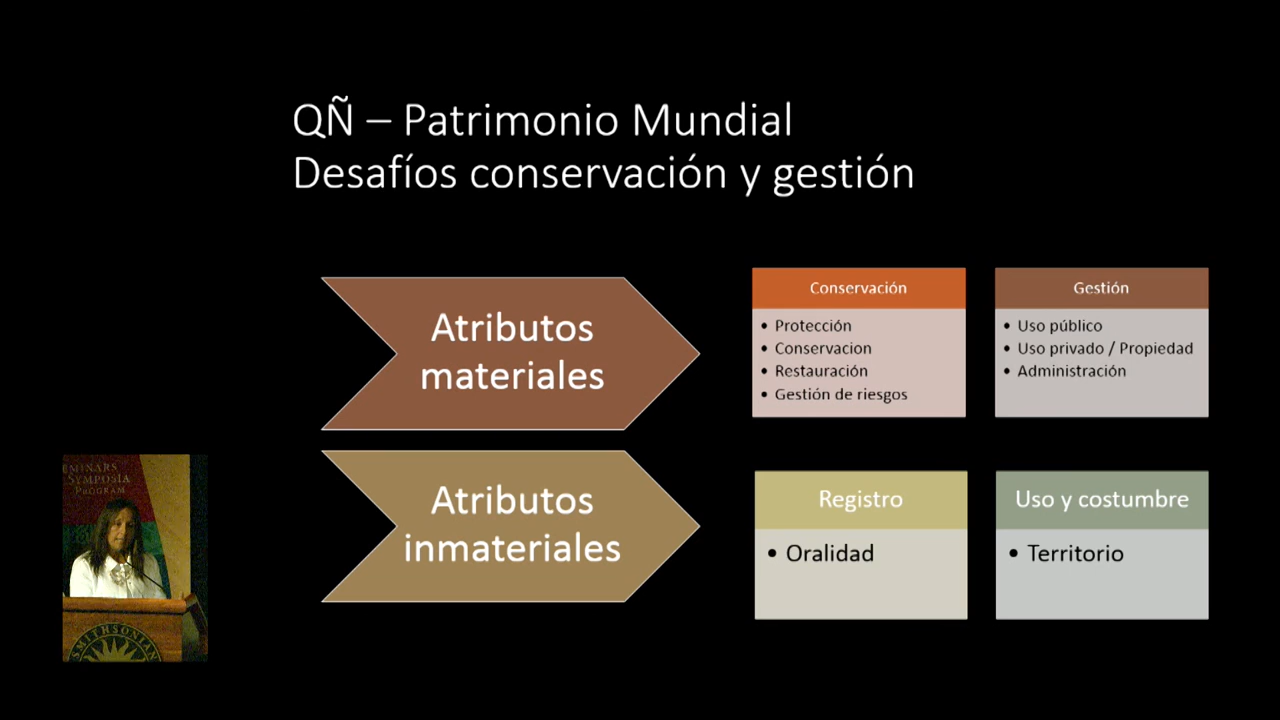 QÑ – Patrimonio Mundial
Desafíos conservación y gestión
Atributos
materiales
Conservación
• Protección
• Conservacion
• Restauración
• Gestión de riesgos
Gestión
• Uso público
• Uso privado / Propiedad
• Administración
Atributos
inmateriales
Registro
• Oralidad
Uso y costumbre
• Territorio
EMINARS
SYMPOSIA
PROGRAM
SMITHSONIAN